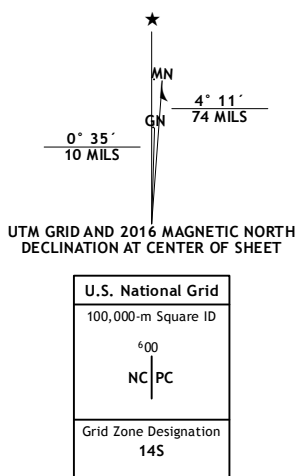 ★
MN
4° 11´
74 MILS
GN
0° 35´
10 MILS
UTM GRID AND 2016 MAGNETIC NORTH
DECLINATION AT CENTER OF SHEET
U.S. National Grid
100,000-m Square ID
⁶00
NC PC
Grid Zone Designation
14S